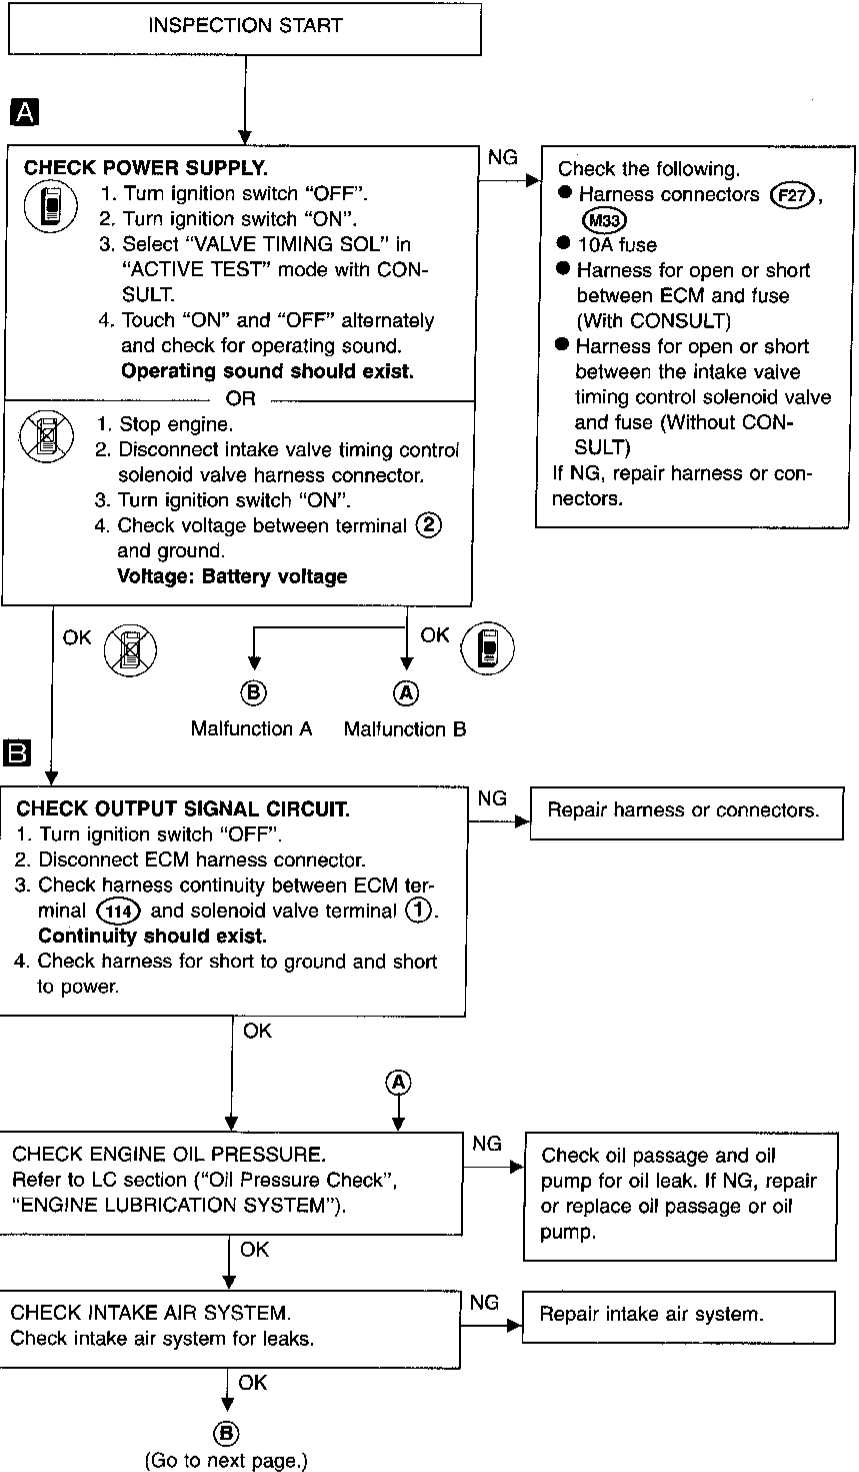 INSPECTION START
A
CHECK POWER SUPPLY.
1. Turn ignition switch “OFF”.
2. Turn ignition switch “ON”.
3. Select “VALVE TIMING SOL” in
“ACTIVE TEST” mode with CON-
SULT.
4. Touch “ON” and “OFF” alternately
and check for operating sound.
Operating sound should exist.
OR
1. Stop engine.
2. Disconnect intake valve timing control
solenoid valve harness connector.
3. Turn ignition switch “ON”.
4. Check voltage between terminal 2
and ground.
Voltage: Battery voltage
NG
Check the following.
● Harness connectors F27,
M33
● 10A fuse
● Harness for open or short
between ECM and fuse
(With CONSULT)
● Harness for open or short
between the intake valve
timing control solenoid valve
and fuse (Without CON-
SULT)
If NG, repair harness or con-
nectors.
OK
OK
B
A
Malfunction A
Malfunction B
B
CHECK OUTPUT SIGNAL CIRCUIT.
1. Turn ignition switch “OFF”.
2. Disconnect ECM harness connector.
3. Check harness continuity between ECM ter-
minal 114 and solenoid valve terminal 1.
Continuity should exist.
4. Check harness for short to ground and short
to power.
NG
Repair harness or connectors.
OK
A
CHECK ENGINE OIL PRESSURE.
Refer to LC section (“Oil Pressure Check”,
“ENGINE LUBRICATION SYSTEM”).
NG
Check oil passage and oil
pump for oil leak. If NG, repair
or replace oil passage or oil
pump.
OK
CHECK INTAKE AIR SYSTEM.
Check intake air system for leaks.
NG
Repair intake air system.
OK
B
(Go to next page.)